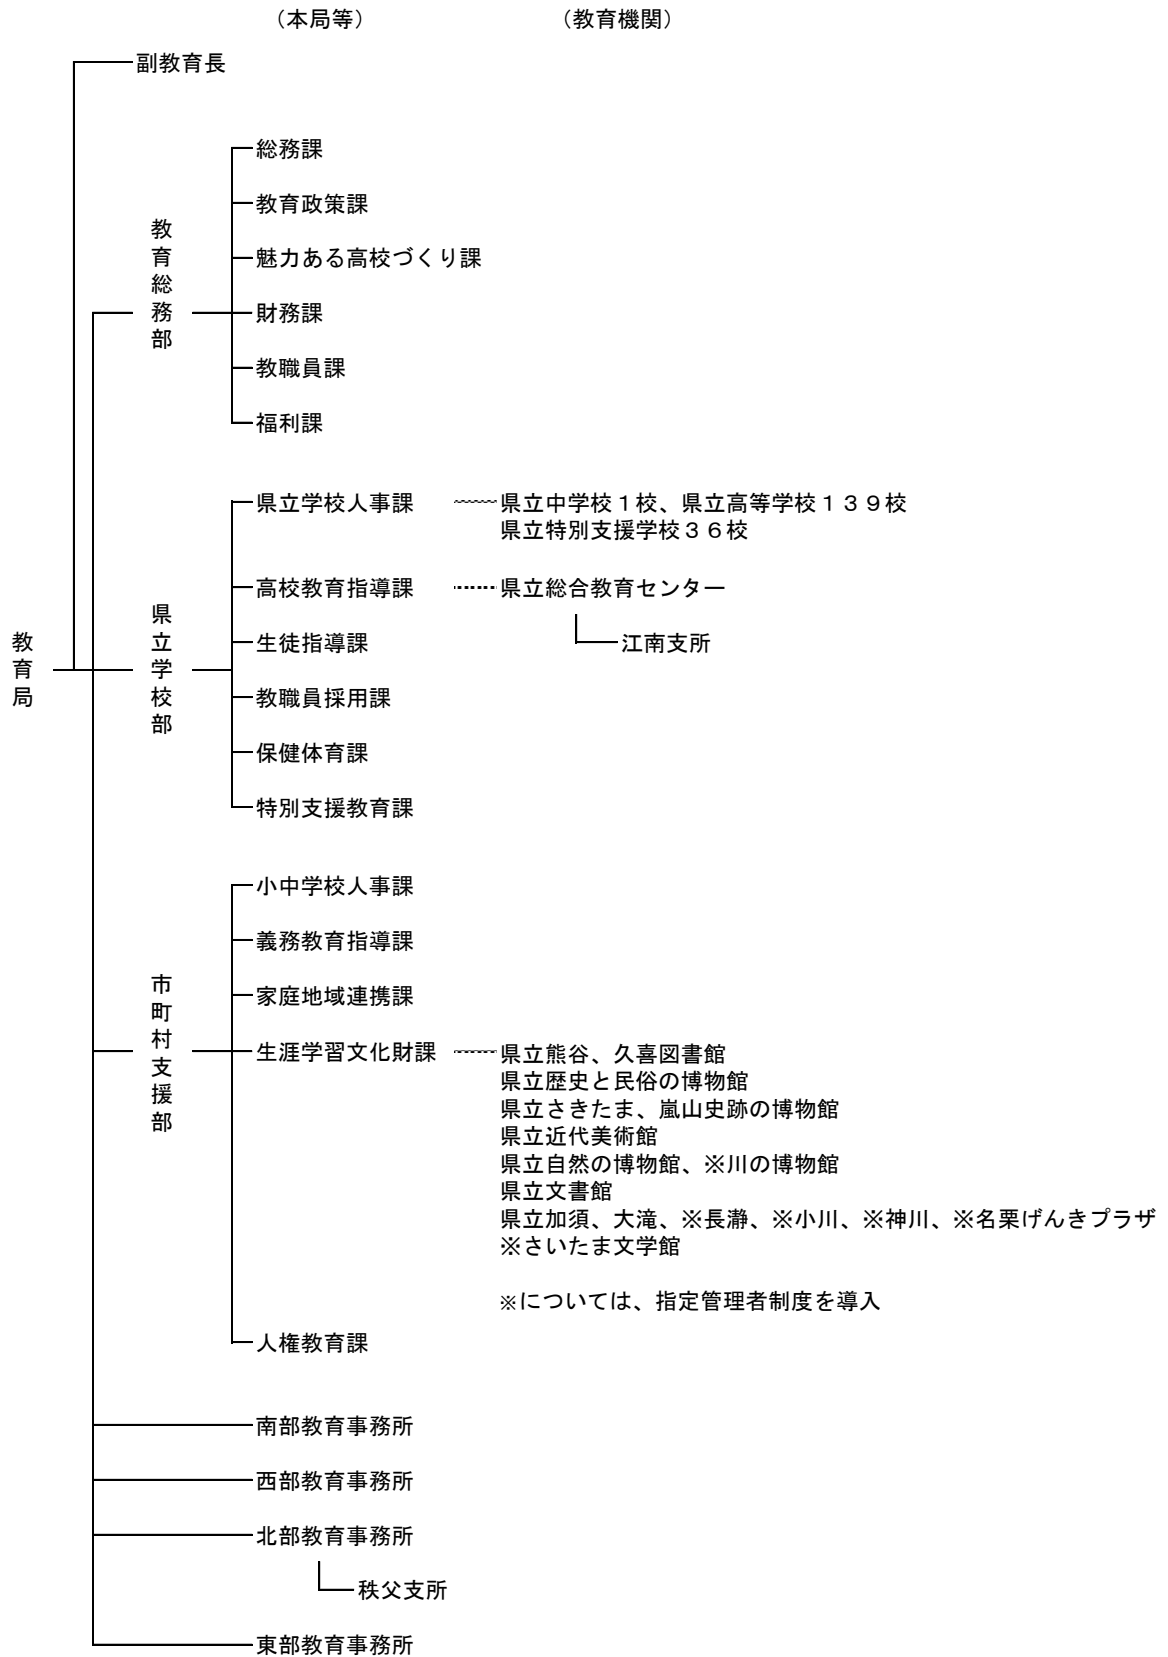 （本局等）
（教育機関）
副教育長
教育総務部
総務課
教育政策課
魅力ある高校づくり課
財務課
教職員課
福利課
教育局
県立学校部
県立学校人事課
県立中学校１校、県立高等学校１３９校
県立特別支援学校３６校
高校教育指導課
県立総合教育センター
江南支所
生徒指導課
教職員採用課
保健体育課
特別支援教育課
市町村支援部
小中学校人事課
義務教育指導課
家庭地域連携課
生涯学習文化財課
県立熊谷、久喜図書館
県立歴史と民俗の博物館
県立さきたま、嵐山史跡の博物館
県立近代美術館
県立自然の博物館、※川の博物館
県立文書館
県立加須、大滝、※長瀞、※小川、※神川、※名栗げんきプラザ
※さいたま文学館
※については、指定管理者制度を導入
人権教育課
南部教育事務所
西部教育事務所
北部教育事務所
秩父支所
東部教育事務所